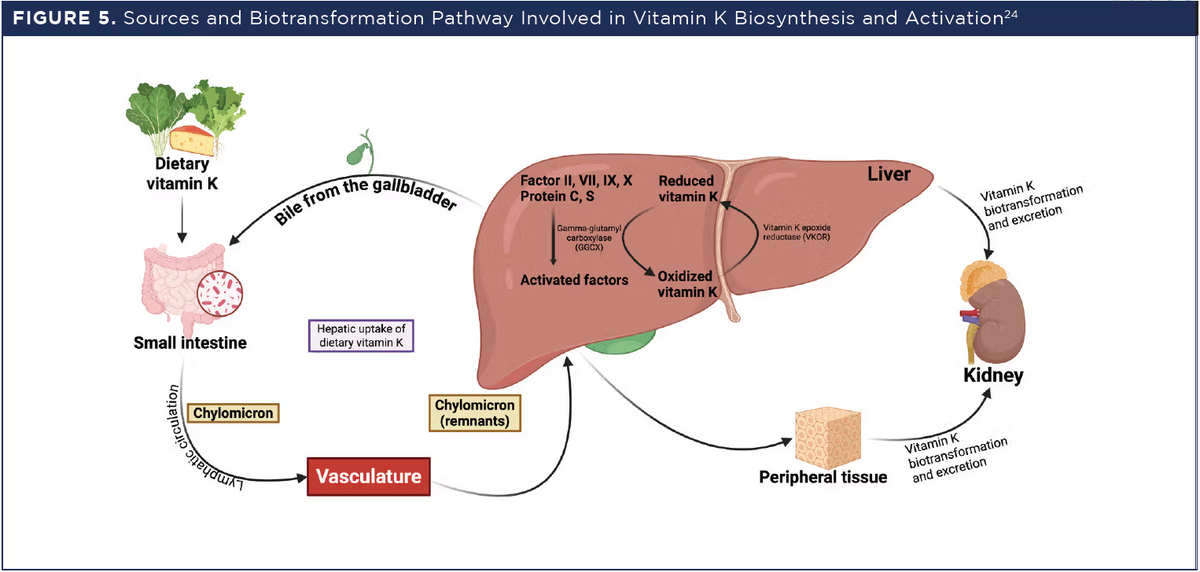 FIGURE 5. Sources and Biotransformation Pathway Involved in Vitamin K Biosynthesis and Activation24
Dietary
vitamin K
Bile from the gallbladder
Small intestine
Hepatic uptake of
dietary vitamin K
Lymphatic circulation
Chylomicron
Vasculature
Chylomicron
(remnants)
Liver
Factor II, VII, IX, X
Protein C, S
Gamma-glutamyl
carboxylase
(GGCX)
Activated factors
Reduced
vitamin K
Oxidized
vitamin K
Vitamin K epoxide
reductase (VKOR)
Vitamin K
biotransformation
and excretion
Kidney
Peripheral tissue
Vitamin K
biotransformation
and excretion